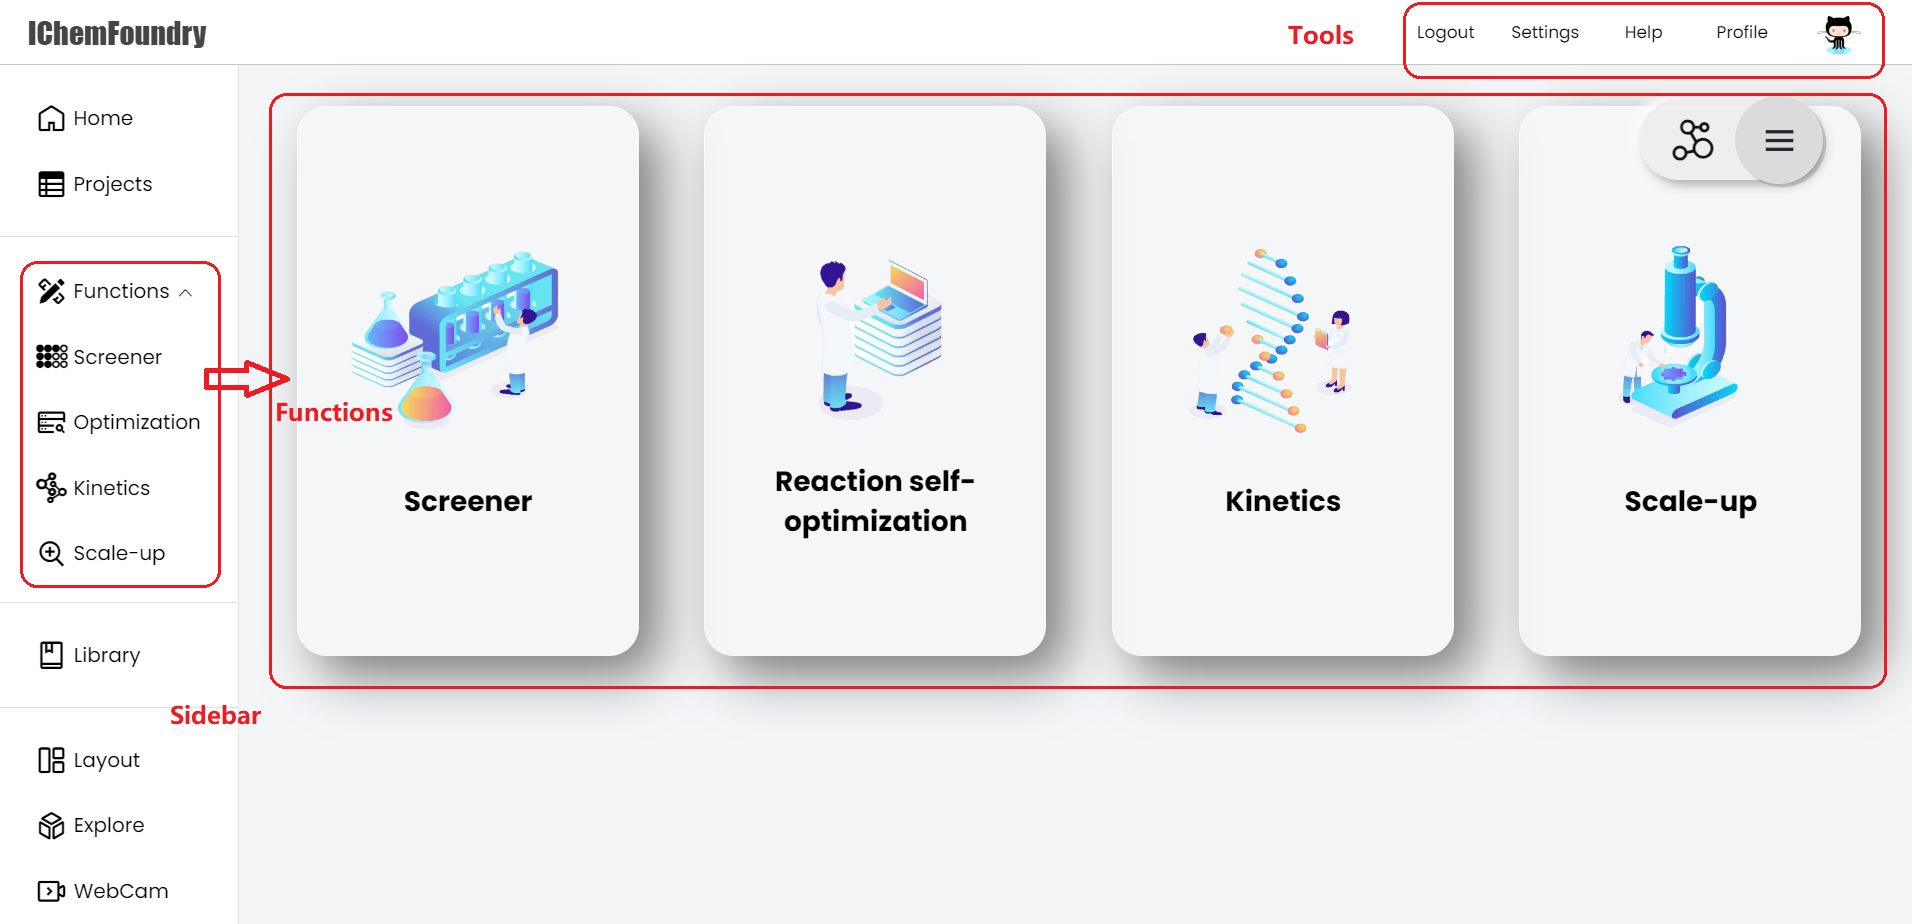 IChemFoundry
Tools
Logout Settings Help Profile
Home
Projects
Functions
Screener
Optimization
Kinetics
Scale-up
Library
Sidebar
Layout
Explore
WebCam
Functions
Screener
Reaction self-
optimization
Kinetics
Scale-up